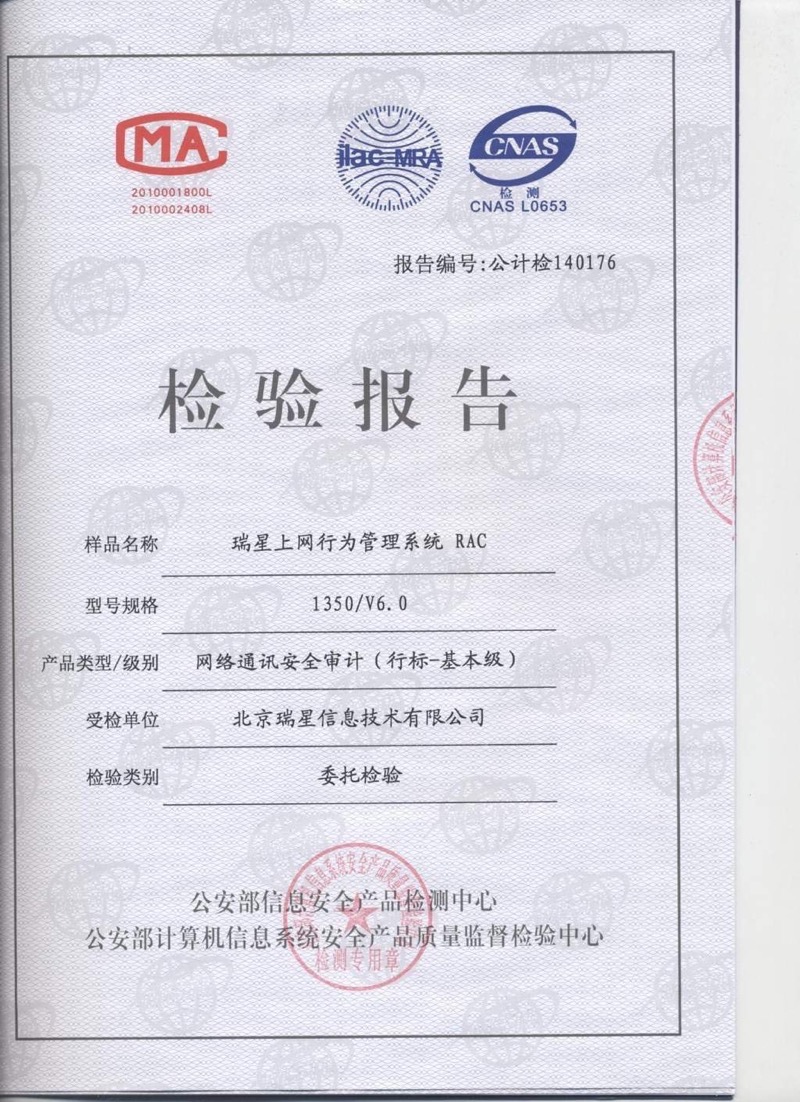 CMA
2010001800L
2010002408L
ilac-MRA
CNAS
检 测
CNAS L0653
报告编号:公计检140176
检验报告
样品名称 瑞星上网行为管理系统 RAC
型号规格 1350/V6.0
产品类型/级别 网络通讯安全审计(行标-基本级)
受检单位 北京瑞星信息技术有限公司
检验类别 委托检验
公安部信息安全产品检测中心
公安部计算机信息系统安全产品质量监督检验中心
检测专用章